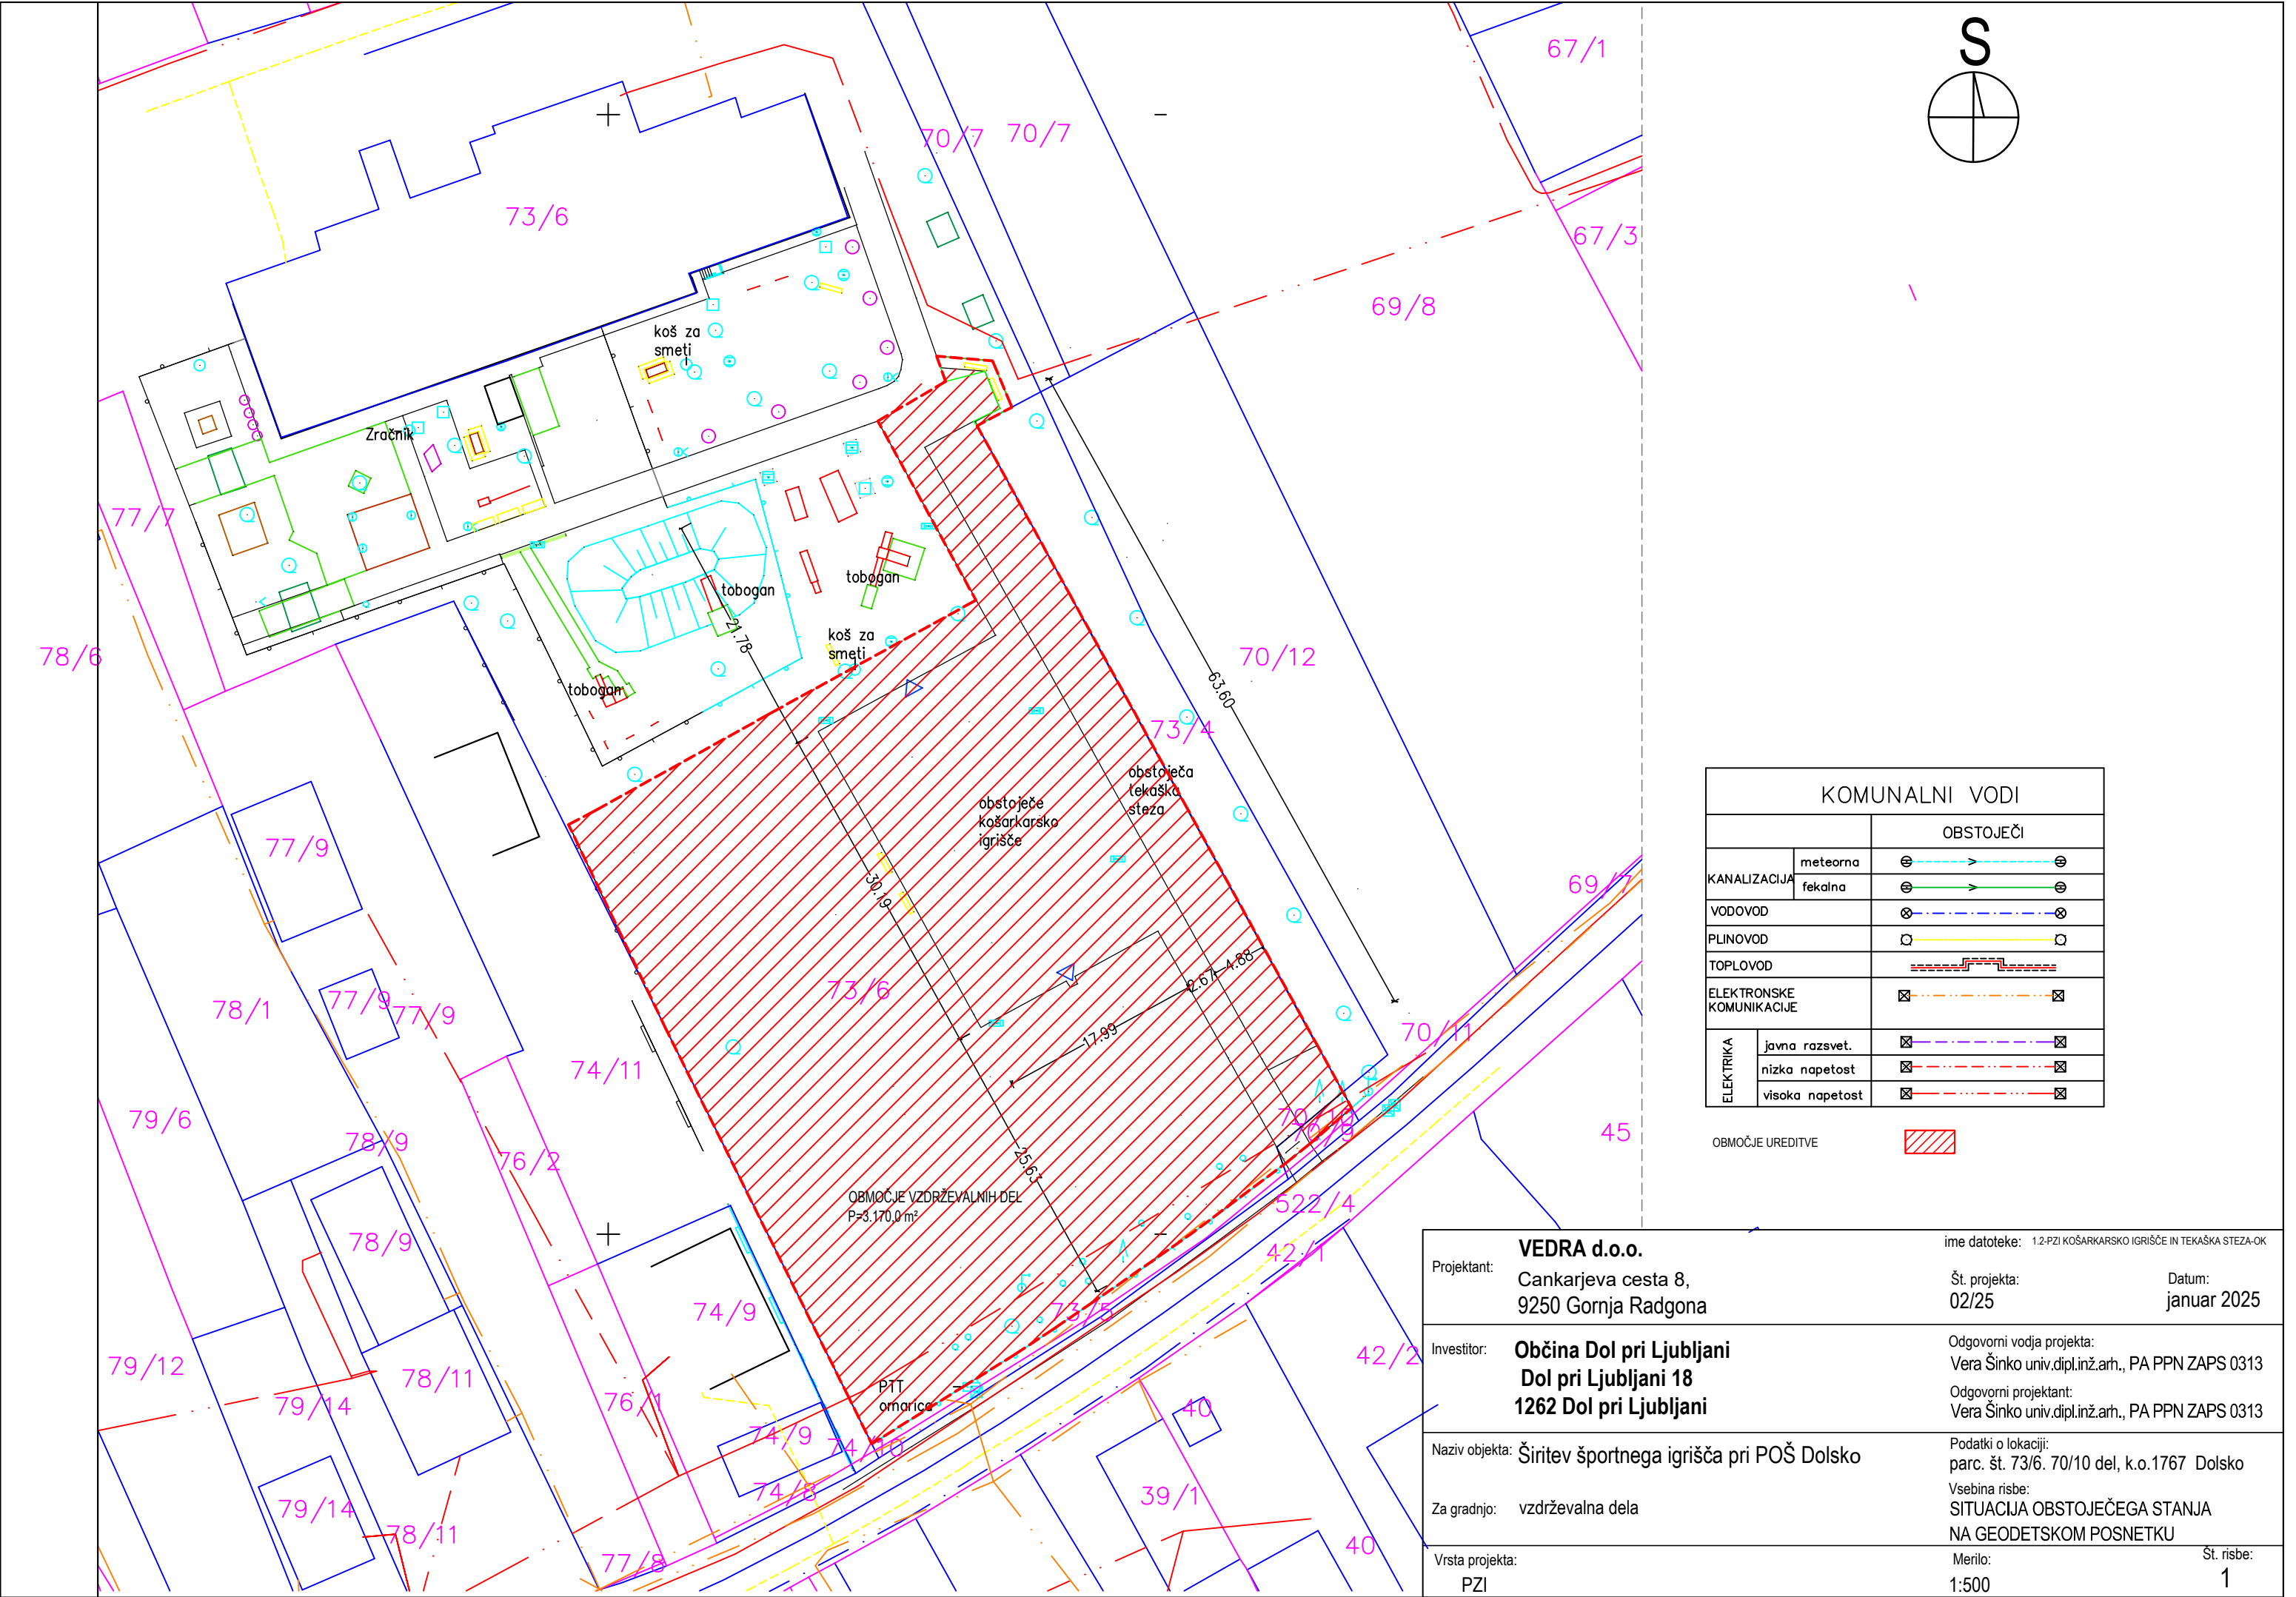 S
67/1
70/7
70/7
73/6
67/3
69/8
koš za
smeti
Zračnik
77/7
tobogan
tobogan
21.78
koš za
smeti
78/6
70/12
63.60
tobogan
73/4
obstoječa
tekaška
steza
obstoječe
košarkarsko
igrišče
77/9
30.19
69/7
4.88
2.67
73/6
78/1
77/9
77/9
17.99
70/11
74/11
79/6
70/10
70/9
45
78/9
76/2
25.63
OBMOČJE VZDRŽEVALNIH DEL
P=3.170,0 m²
522/4
78/9
42/1
74/9
73/5
42/2
79/12
78/11
PTT
omarica
79/14
76/1
40
74/9
74/10
74/8
39/1
79/14
78/11
40
77/8
KOMUNALNI VODI
OBSTOJEČI
KANALIZACIJA
meteorna
fekalna
VODOVOD
PLINOVOD
TOPLOVOD
ELEKTRONSKE
KOMUNIKACIJE
ELEKTRIKA
javna razsvet.
nizka napetost
visoka napetost
OBMOČJE UREDITVE
Projektant:
VEDRA d.o.o.
Cankarjeva cesta 8,
9250 Gornja Radgona
ime datoteke: 1.2-PZI KOŠARKARSKO IGRIŠČE IN TEKAŠKA STEZA-OK
Št. projekta:
02/25
Datum:
januar 2025
Investitor:
Občina Dol pri Ljubljani
Dol pri Ljubljani 18
1262 Dol pri Ljubljani
Odgovorni vodja projekta:
Vera Šinko univ.dipl.inž.arh., PA PPN ZAPS 0313
Odgovorni projektant:
Vera Šinko univ.dipl.inž.arh., PA PPN ZAPS 0313
Naziv objekta: Širitev športnega igrišča pri POŠ Dolsko
Za gradnjo: vzdrževalna dela
Podatki o lokaciji:
parc. št. 73/6. 70/10 del, k.o.1767 Dolsko
Vsebina risbe:
SITUACIJA OBSTOJEČEGA STANJA
NA GEODETSKOM POSNETKU
Vrsta projekta:
PZI
Merilo:
1:500
Št. risbe:
1